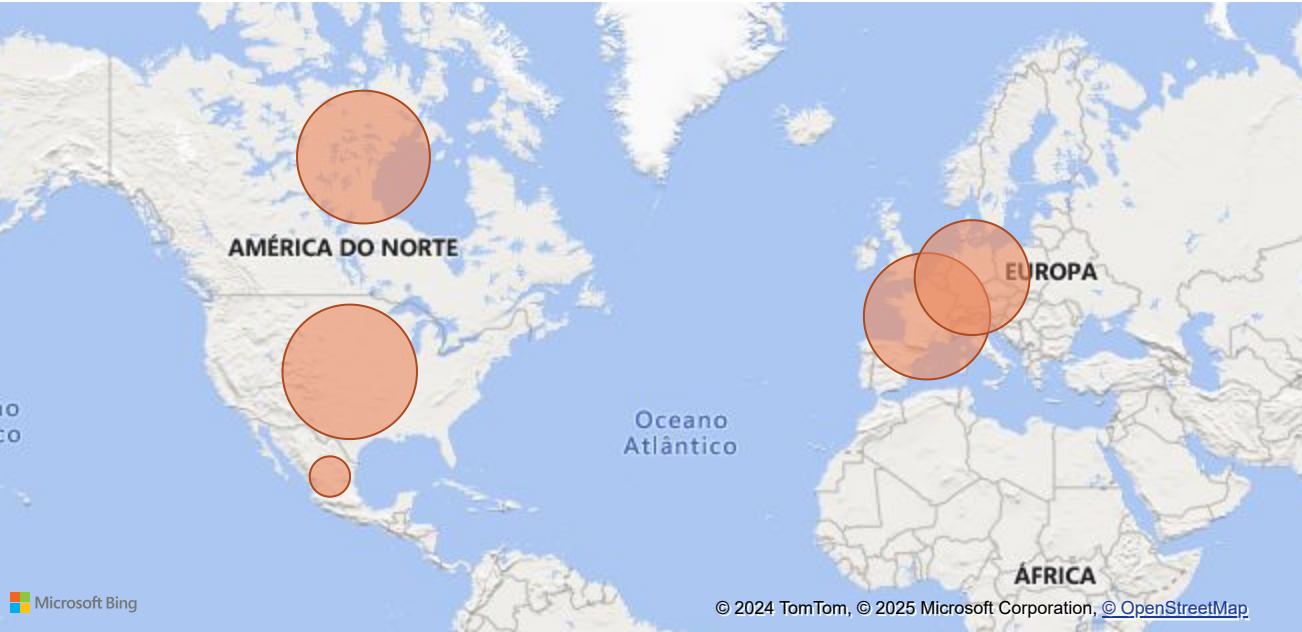 AMÉRICA DO NORTE
EUROPA
Oceano
Atlântico
ÁFRICA
Microsoft Bing
© 2024 TomTom, © 2025 Microsoft Corporation, © OpenStreetMap